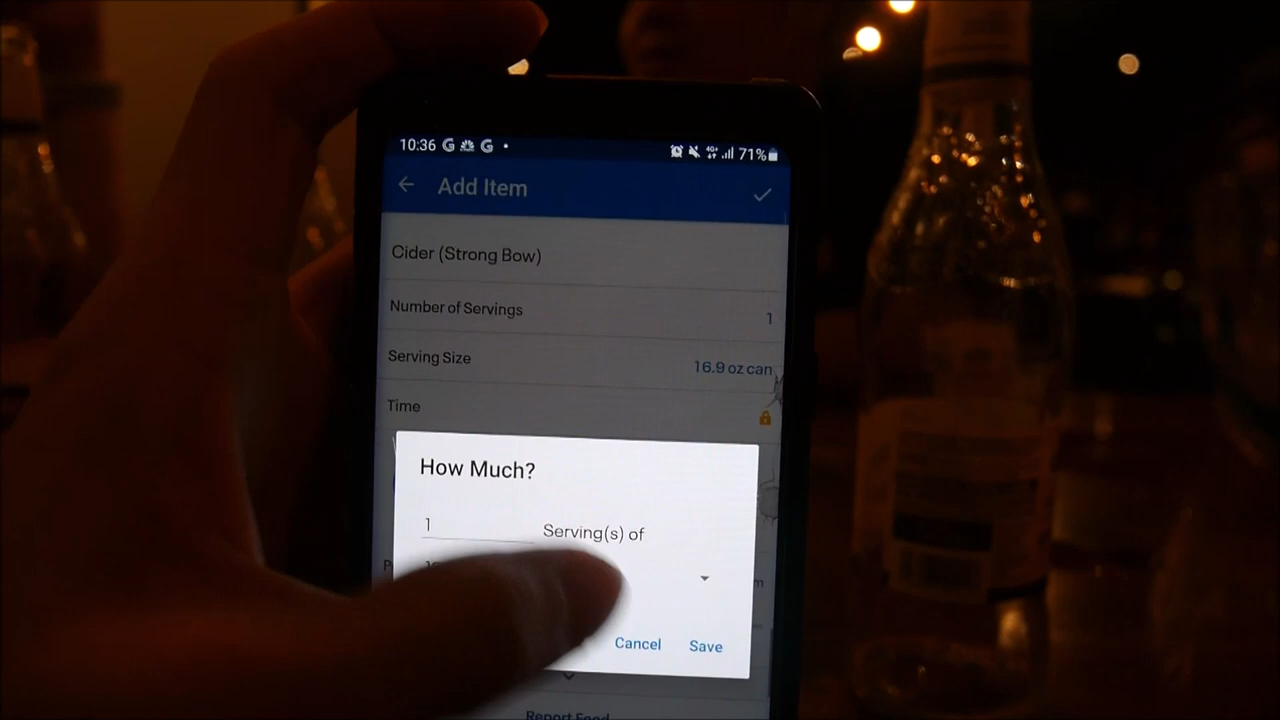 10:36 71%
Add Item
Cider (Strong Bow)
Number of Servings 1
Serving Size 16.9 oz can
Time
How Much?
1 Serving(s) of
Cancel Save
Report Food